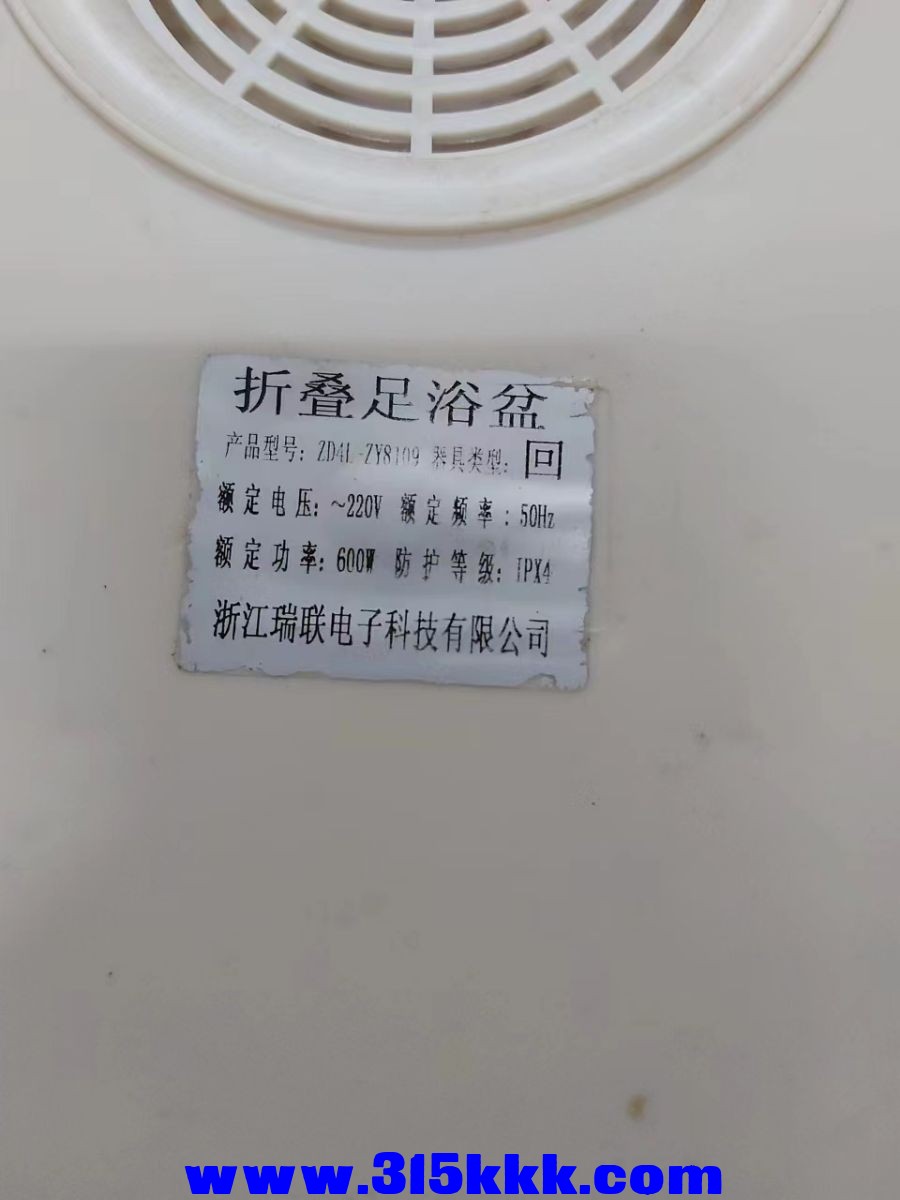 折叠足浴盆
产品型号: ZD4L-ZY8109 器具类型: 回
额定电压: ~220V 额定频率: 50Hz
额定功率: 600W 防护等级: IPX4
浙江瑞联电子科技有限公司
www.315kkk.com